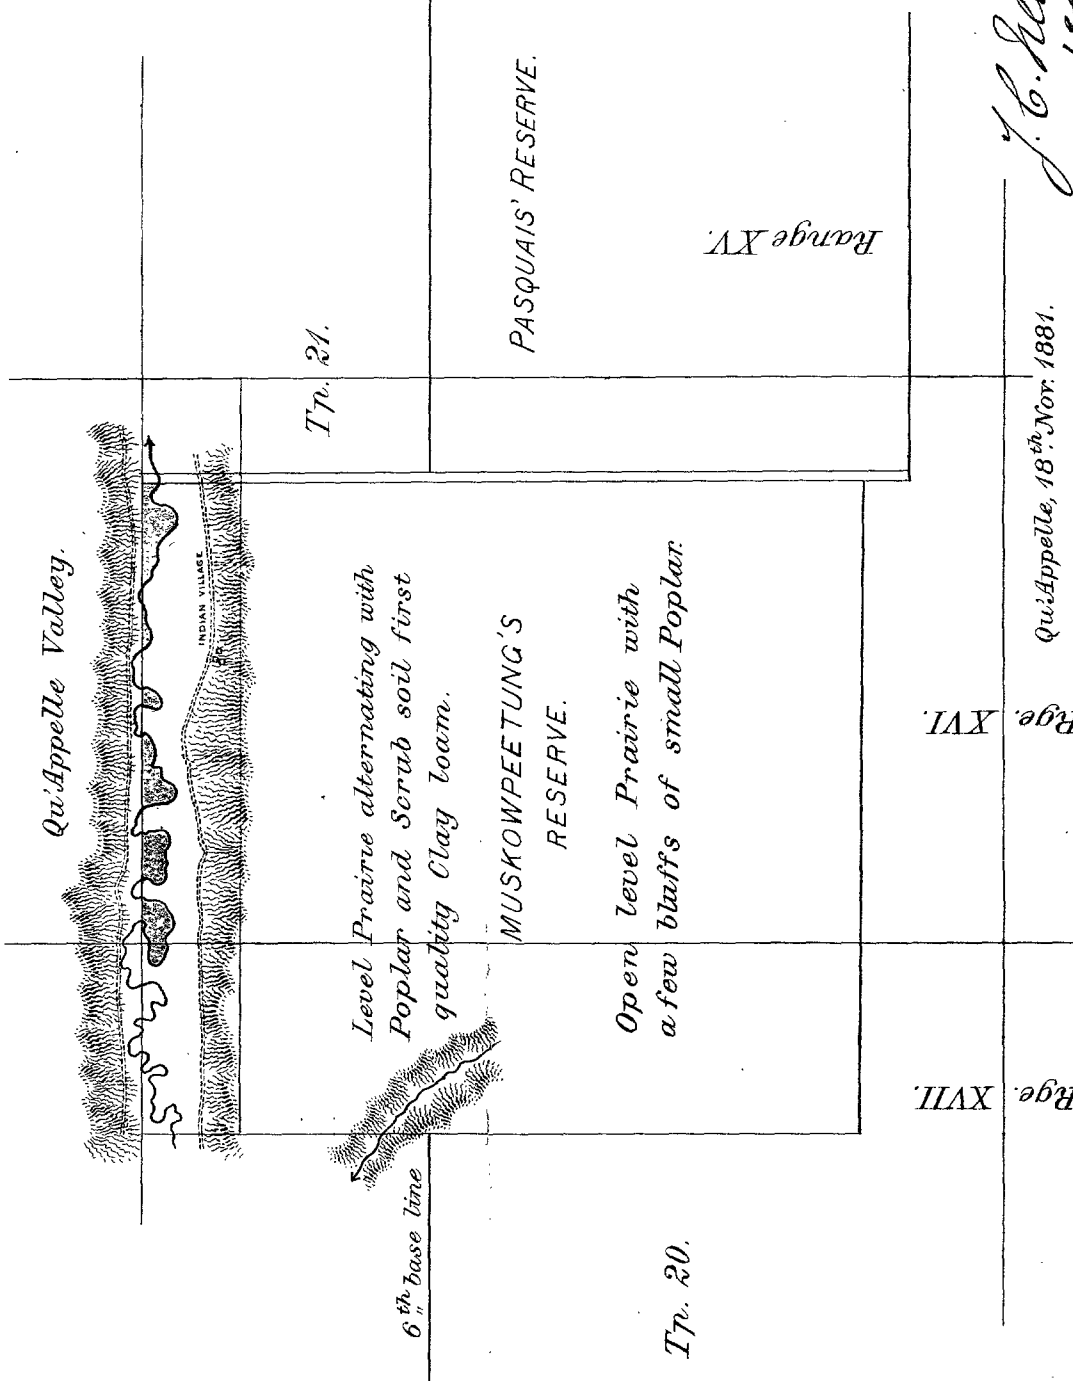 Qu'Appelle Valley.
INDIAN VILLAGE
Tp. 21.
Level Prairie alternating with
Poplar and Scrub soil first
quality Clay loam.
6th base line
MUSKOWPEETUNG'S
RESERVE.
PASQUAIS' RESERVE.
Open level Prairie with
a few bluffs of small Poplar.
Tp. 20.
Range XV.
Rge. XVI.
Rge. XVII.
Qu'Appelle, 18th Nov. 1881.
J. C.